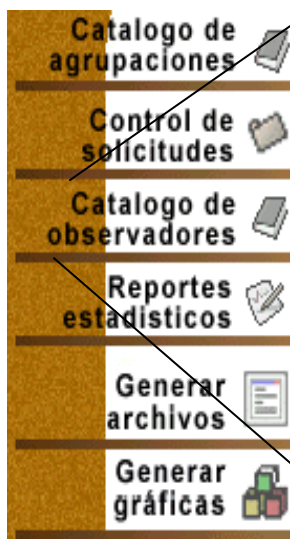 Catalogo de
agrupaciones
Control de
solicitudes
Catalogo de
observadores
Reportes
estadisticos
Generar
archivos
Generar
gráficas